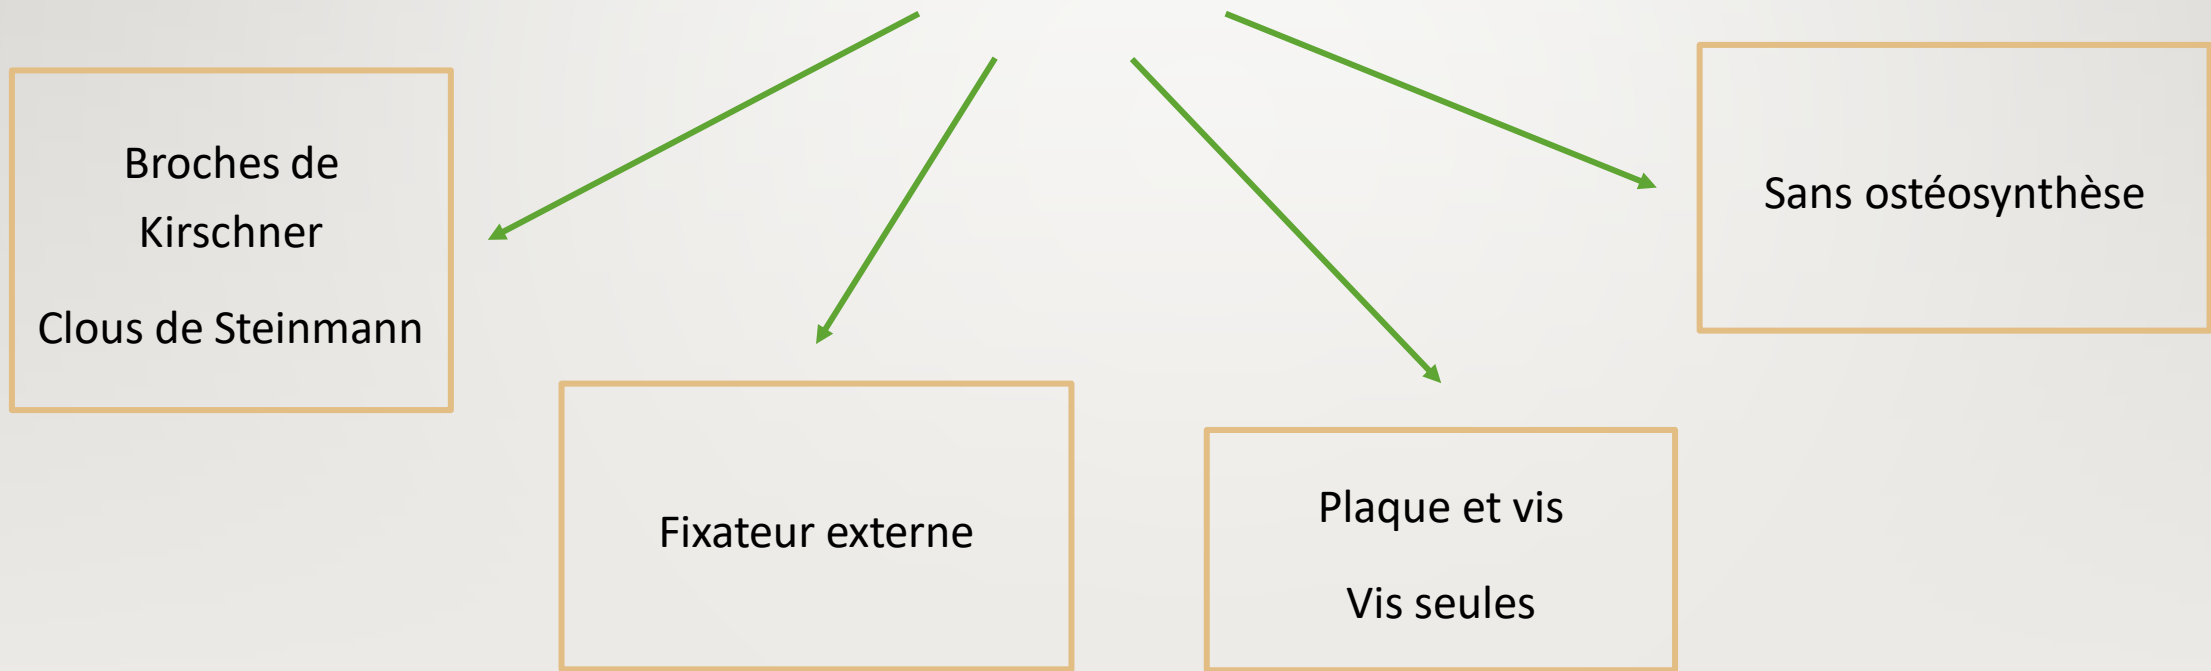 Broches de
Kirschner
Clous de Steinmann
Fixateur externe
Plaque et vis
Vis seules
Sans ostéosynthèse